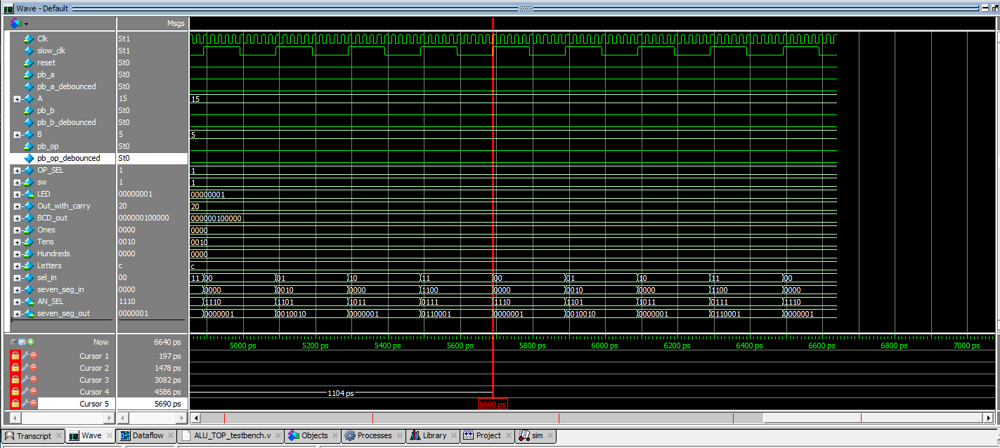 Wave - Default
Msgs
Clk St1
slow_clk St1
reset St0
pb_a St0
pb_a_debounced St0
A 15 15
pb_b St0
pb_b_debounced St0
B 5 5
pb_op St0
pb_op_debounced St0
OP_SEL 1 1
sw 1 1
LED 00000001 00000001
Out_with_carry 20 20
BCD_out 000000100000 000000100000
Ones 0000 0000
Tens 0010 0010
Hundreds 0000 0000
Letters c c
sel_in 00 11 00 01 10 11 00 01 10 11 00
seven_seg_in 0000 0000 0010 0000 1100 0000 0010 0000 1100 0000
AN_SEL 1110 1110 1101 1011 0111 1110 1101 1011 0111 1110
seven_seg_out 0000001 0000001 0010010 0000001 0110001 0000001 0010010 0000001 0110001 0000001
Now 6640 ps 5000 ps 5200 ps 5400 ps 5600 ps 5800 ps 6000 ps 6200 ps 6400 ps 6600 ps 6800 ps 7000 ps
Cursor 1 197 ps
Cursor 2 1478 ps
Cursor 3 3082 ps
Cursor 4 4586 ps 1104 ps
Cursor 5 5690 ps 5690 ps
Transcript Wave Dataflow ALU_TOP_testbench.v Objects Processes Library Project sim